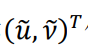 (ũ, ṽ)ᵀ,